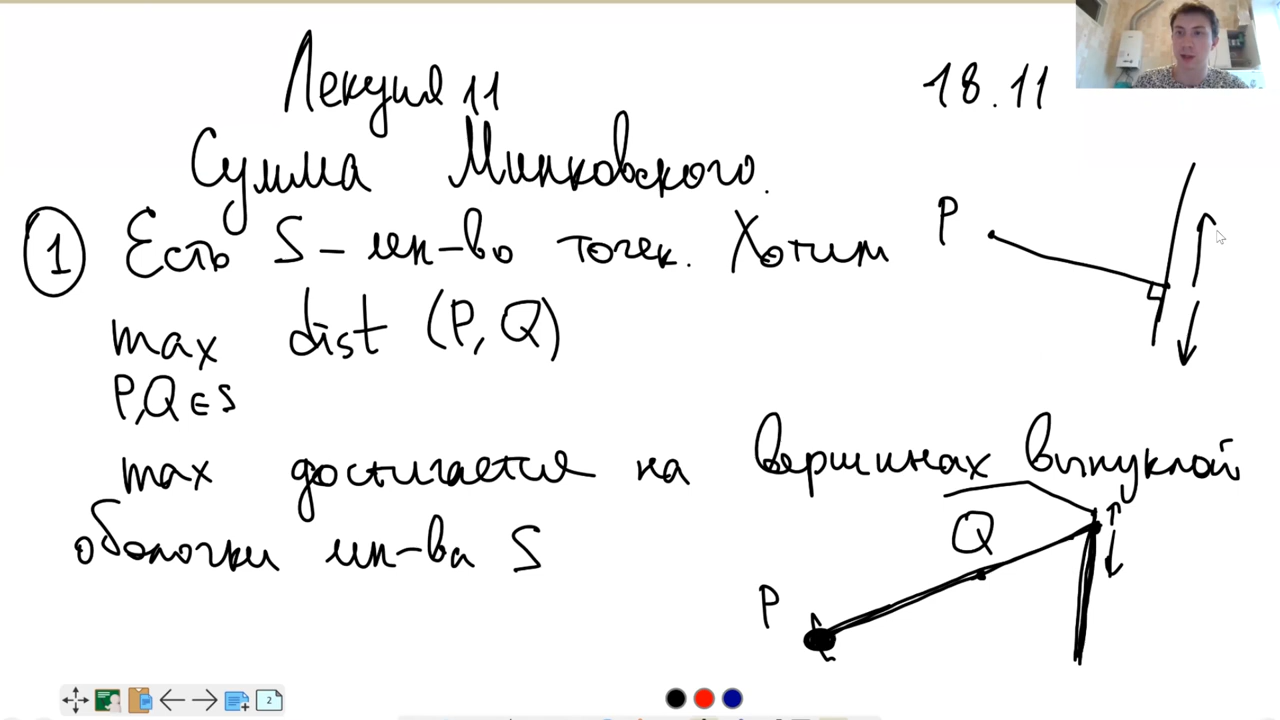 Лекция 11
18.11
Сумма Минковского.
① Есть S – мн-во точек. Хотим
max dist (P, Q)
P,Q ∈ S
max достигается на вершинах выпуклой
оболочки мн-ва S
P
Q
P
2